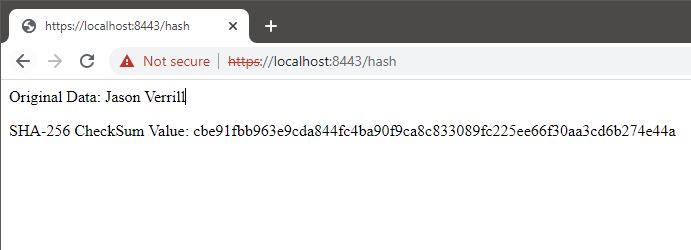 https://localhost:8443/hash
Not secure | https://localhost:8443/hash
Original Data: Jason Verrill
SHA-256 CheckSum Value: cbe91fbb963e9cda844fc4ba90f9ca8c833089fc225ee66f30aa3cd6b274e44a